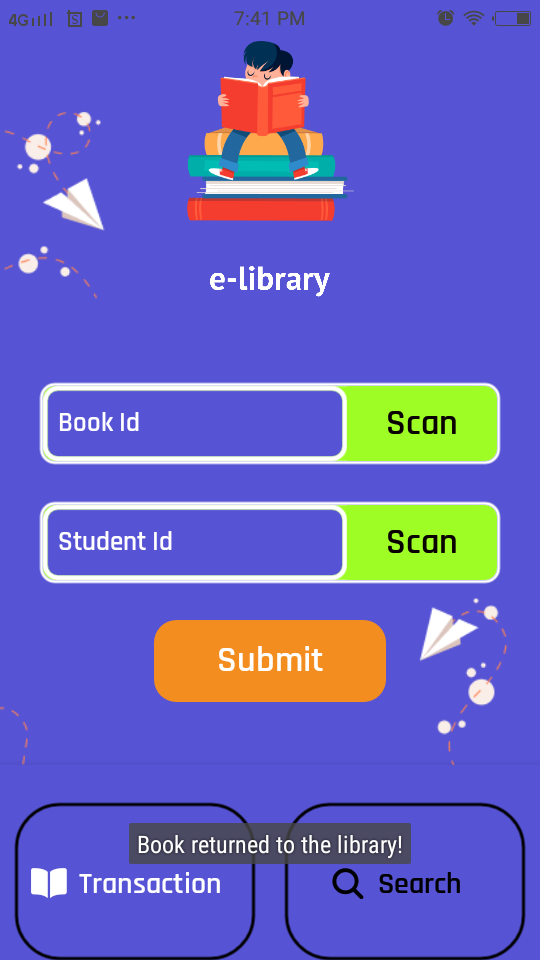 4G 7:41 PM
e-library
Book Id Scan
Student Id Scan
Submit
Book returned to the library!
Transaction Search